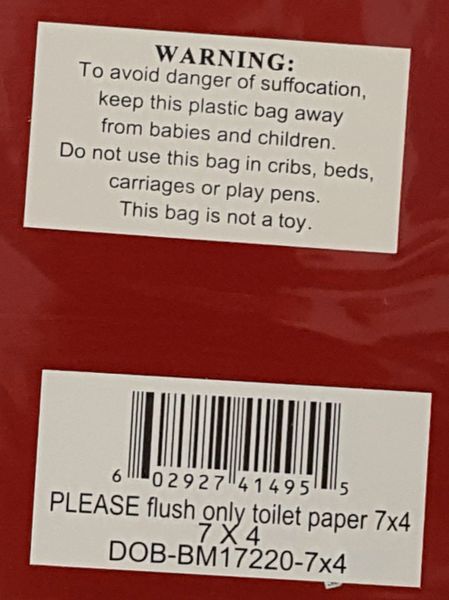 WARNING:
To avoid danger of suffocation,
keep this plastic bag away
from babies and children.
Do not use this bag in cribs, beds,
carriages or play pens.
This bag is not a toy.
6 02927 41495 5
PLEASE flush only toilet paper 7x4
7 X 4
DOB-BM17220-7x4